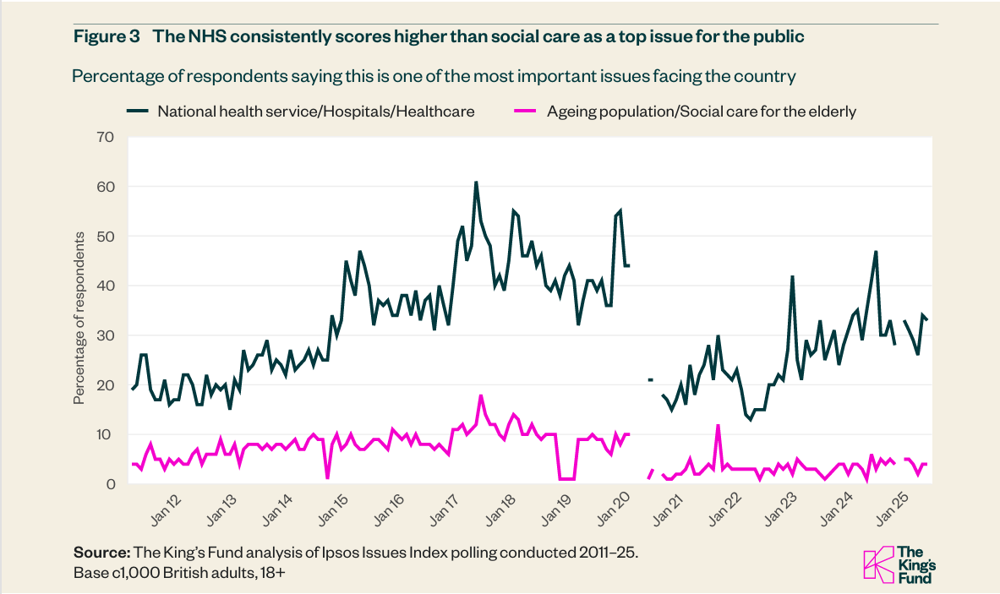 Figure 3 The NHS consistently scores higher than social care as a top issue for the public
Percentage of respondents saying this is one of the most important issues facing the country
National health service/Hospitals/Healthcare
Ageing population/Social care for the elderly
Percentage of respondents
70
60
50
40
30
20
10
0
Jan 12
Jan 13
Jan 14
Jan 15
Jan 16
Jan 17
Jan 18
Jan 19
Jan 20
Jan 21
Jan 22
Jan 23
Jan 24
Jan 25
Source: The King’s Fund analysis of Ipsos Issues Index polling conducted 2011–25.
Base c1,000 British adults, 18+
The
King’s
Fund